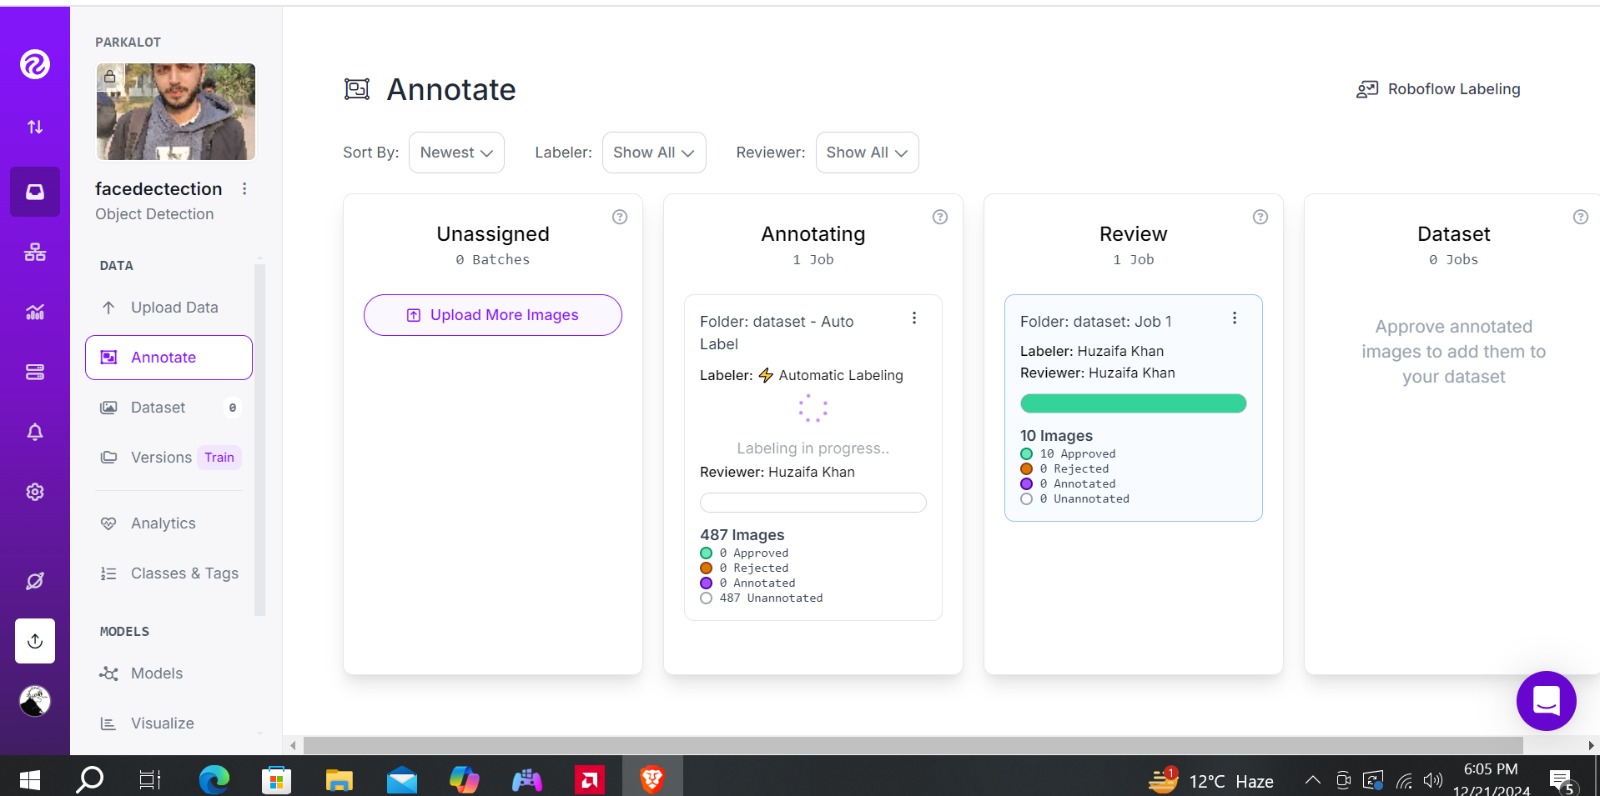 PARKALOT
facedectection
Object Detection
DATA
Upload Data
Annotate
Dataset 0
Versions Train
Analytics
Classes & Tags
MODELS
Models
Visualize
Annotate
Roboflow Labeling
Sort By: Newest Labeler: Show All Reviewer: Show All
Unassigned
0 Batches
Upload More Images
Annotating
1 Job
Folder: dataset - Auto
Label
Labeler: Automatic Labeling
Labeling in progress..
Reviewer: Huzaifa Khan
487 Images
0 Approved
0 Rejected
0 Annotated
487 Unannotated
Review
1 Job
Folder: dataset: Job 1
Labeler: Huzaifa Khan
Reviewer: Huzaifa Khan
10 Images
10 Approved
0 Rejected
0 Annotated
0 Unannotated
Dataset
0 Jobs
Approve annotated
images to add them to
your dataset
1
12°C Haze
6:05 PM
12/21/2024
5